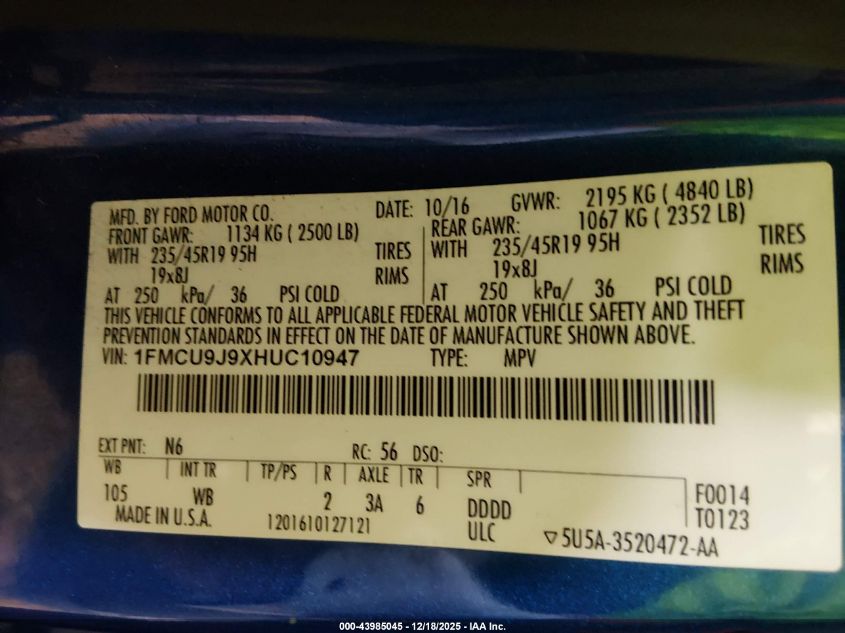 MFD. BY FORD MOTOR CO. DATE: 10/16 GVWR: 2195 KG ( 4840 LB)
FRONT GAWR: 1134 KG ( 2500 LB) REAR GAWR: 1067 KG ( 2352 LB)
WITH 235/45R19 95H TIRES WITH 235/45R19 95H TIRES
19x8J RIMS 19x8J RIMS
AT 250 kPa/ 36 PSI COLD AT 250 kPa/ 36 PSI COLD
THIS VEHICLE CONFORMS TO ALL APPLICABLE FEDERAL MOTOR VEHICLE SAFETY AND THEFT
PREVENTION STANDARDS IN EFFECT ON THE DATE OF MANUFACTURE SHOWN ABOVE.
VIN: 1FMCU9J9XHUC10947 TYPE: MPV
EXT PNT: N6 RC: 56 DSO:
WB INT TR TP/PS R AXLE TR SPR
105 WB 2 3A 6 DDDD F0014
MADE IN U.S.A. 1201610127121 ULC T0123
▽5U5A-3520472-AA
000-43985045 - 12/18/2025 - IAA Inc.